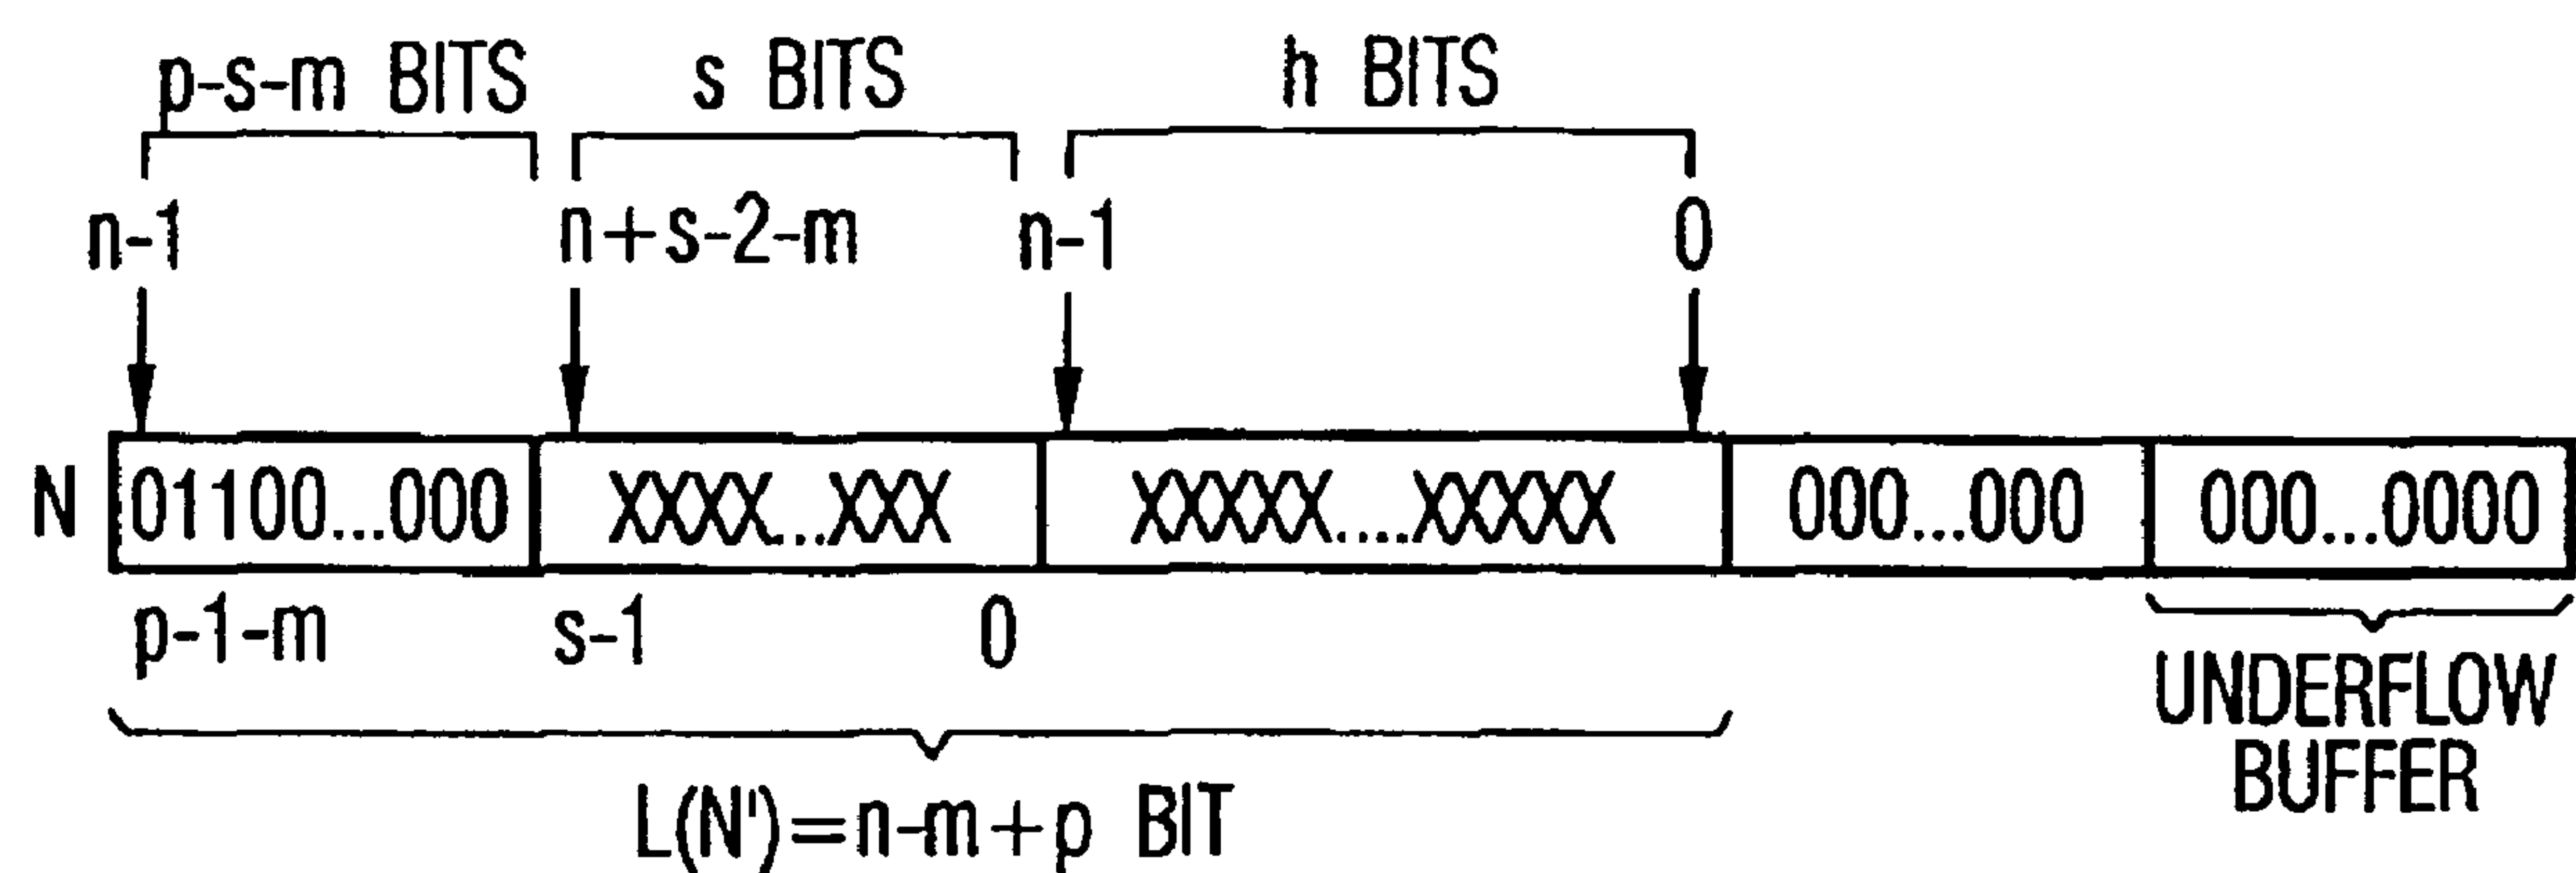 p-s-m BITS s BITS h BITS
n-1 n+s-2-m n-1 0
N 01100...000 XXXX...XXX XXXXX....XXXXX 000...000 000...0000
p-1-m s-1 0
UNDERFLOW
BUFFER
L(N')=n-m+p BIT